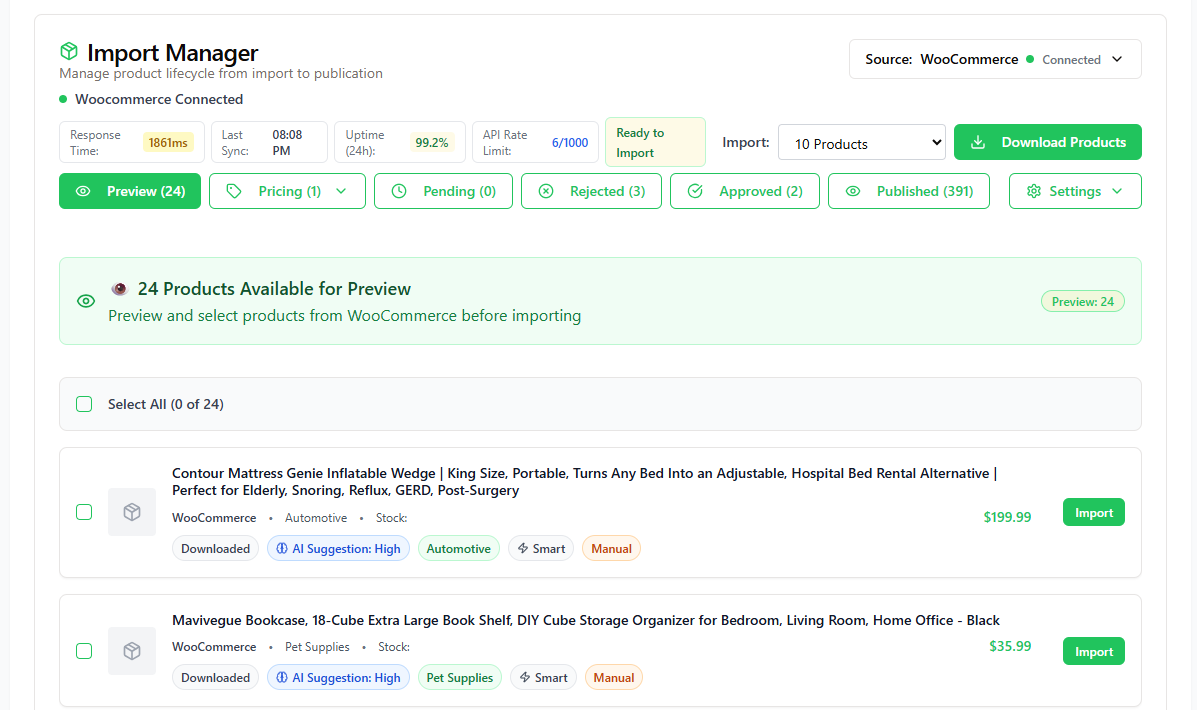 Import Manager
Manage product lifecycle from import to publication
Source: WooCommerce Connected
Woocommerce Connected
Response Time: 1861ms
Last Sync: 08:08 PM
Uptime (24h): 99.2%
API Rate Limit: 6/1000
Ready to Import
Import: 10 Products
Download Products
Preview (24)
Pricing (1)
Pending (0)
Rejected (3)
Approved (2)
Published (391)
Settings
24 Products Available for Preview
Preview and select products from WooCommerce before importing
Preview: 24
Select All (0 of 24)
Contour Mattress Genie Inflatable Wedge | King Size, Portable, Turns Any Bed Into an Adjustable, Hospital Bed Rental Alternative |
Perfect for Elderly, Snoring, Reflux, GERD, Post-Surgery
WooCommerce • Automotive • Stock:
$199.99
Import
Downloaded
AI Suggestion: High
Automotive
Smart
Manual
Mavivegue Bookcase, 18-Cube Extra Large Book Shelf, DIY Cube Storage Organizer for Bedroom, Living Room, Home Office - Black
WooCommerce • Pet Supplies • Stock:
$35.99
Import
Downloaded
AI Suggestion: High
Pet Supplies
Smart
Manual